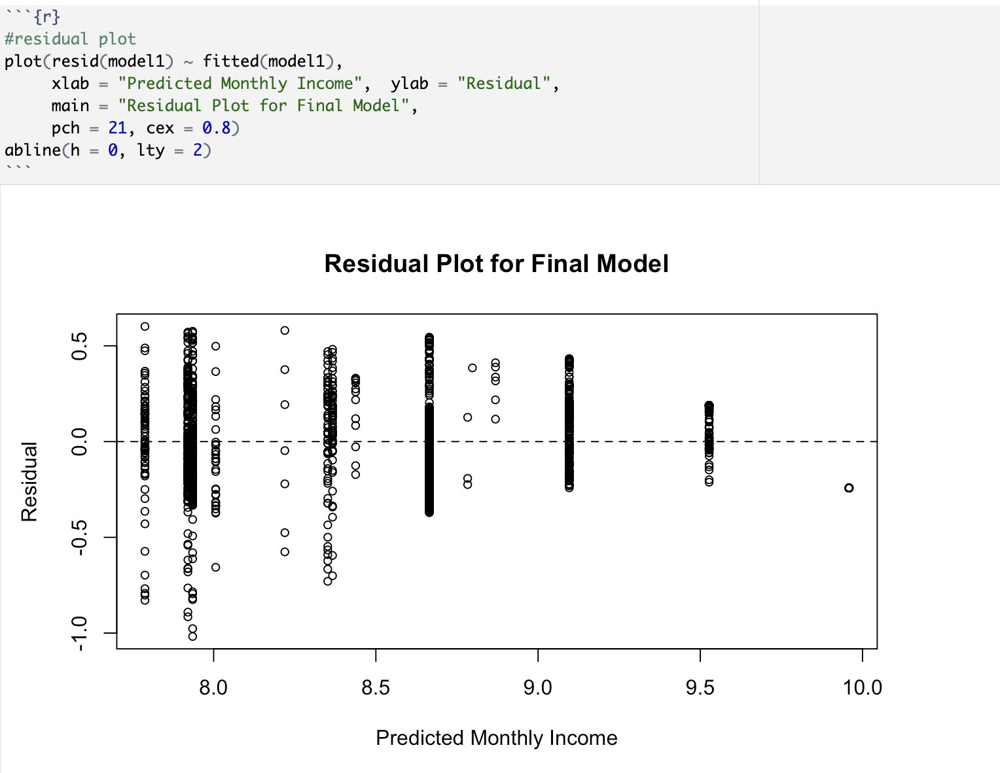 ```{r}
#residual plot
plot(resid(model1) ~ fitted(model1),
     xlab = "Predicted Monthly Income",  ylab = "Residual",
     main = "Residual Plot for Final Model",
     pch = 21, cex = 0.8)
abline(h = 0, lty = 2)
```
Residual Plot for Final Model
Residual
0.5
0.0
-0.5
-1.0
8.0 8.5 9.0 9.5 10.0
Predicted Monthly Income